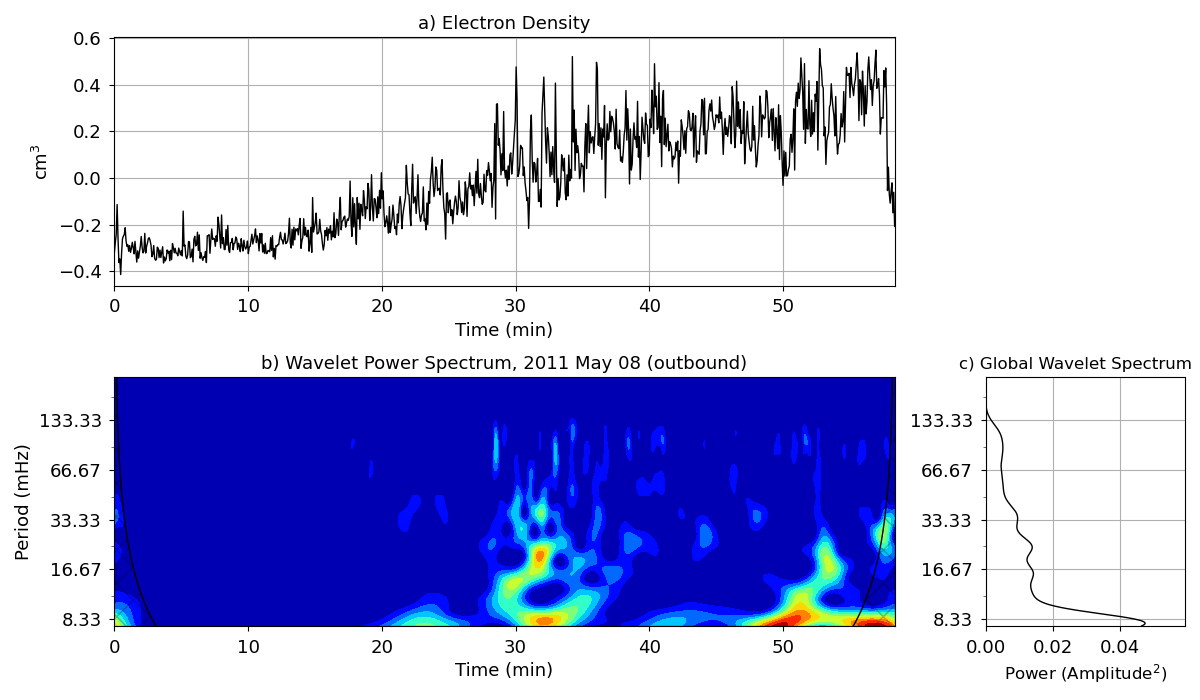 a) Electron Density
0.6
0.4
0.2
0.0
−0.2
−0.4
cm³
0 10 20 30 40 50
Time (min)
b) Wavelet Power Spectrum, 2011 May 08 (outbound)
133.33
66.67
33.33
16.67
8.33
Period (mHz)
0 10 20 30 40 50
Time (min)
c) Global Wavelet Spectrum
133.33
66.67
33.33
16.67
8.33
0.00 0.02 0.04
Power (Amplitude²)